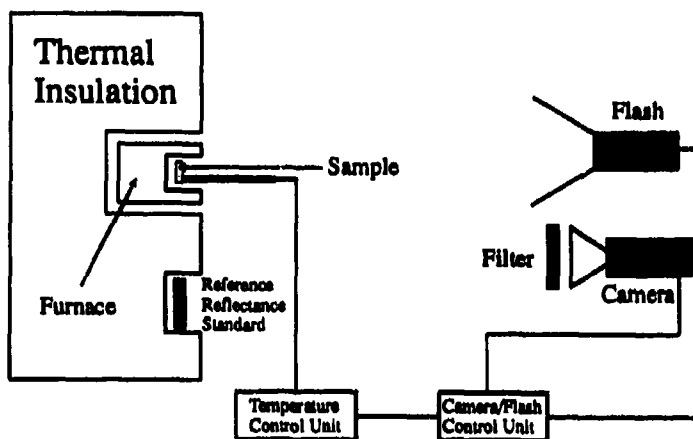 Thermal
Insulation
Flash
Sample
Filter
Camera
Furnace
Reference
Reflectance
Standard
Temperature
Control Unit
Camera/Flash
Control Unit